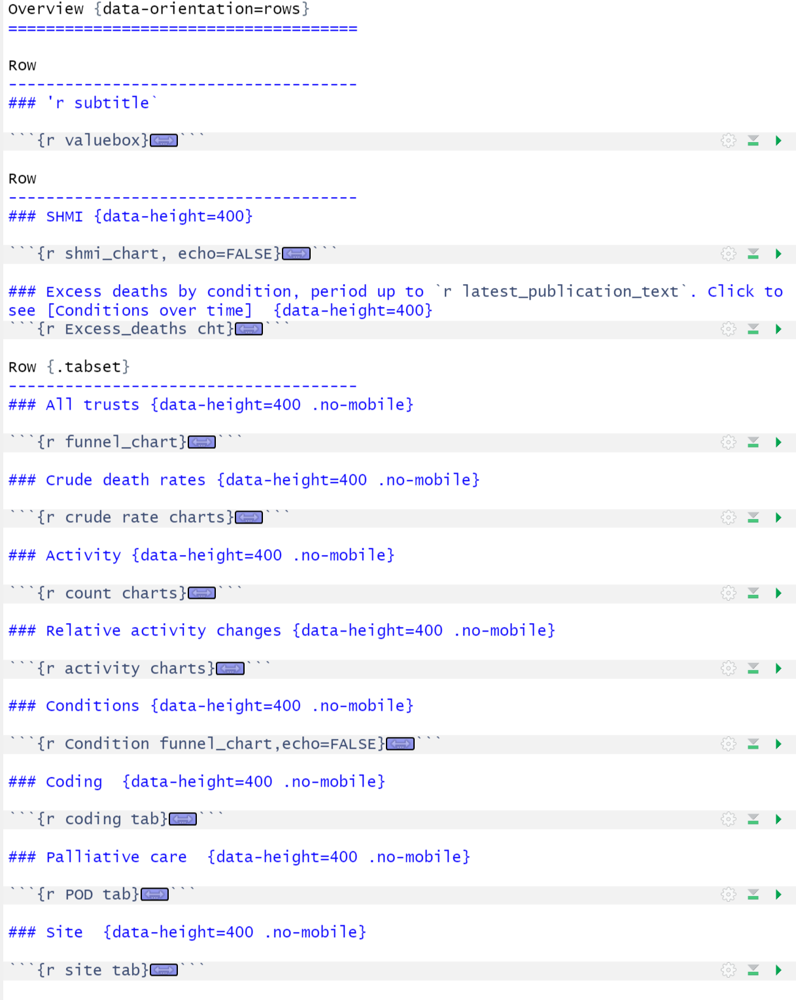 Overview {data-orientation=rows}
=====================================
Row
-------------------------------------
### 'r subtitle`
```{r valuebox}```
Row
-------------------------------------
### SHMI {data-height=400}
```{r shmi_chart, echo=FALSE}```
### Excess deaths by condition, period up to `r latest_publication_text`. Click to
see [Conditions over time]  {data-height=400}
```{r Excess_deaths cht}```
Row {.tabset}
-------------------------------------
### All trusts {data-height=400 .no-mobile}
```{r funnel_chart}```
### Crude death rates {data-height=400 .no-mobile}
```{r crude rate charts}```
### Activity {data-height=400 .no-mobile}
```{r count charts}```
### Relative activity changes {data-height=400 .no-mobile}
```{r activity charts}```
### Conditions {data-height=400 .no-mobile}
```{r Condition funnel_chart,echo=FALSE}```
### Coding  {data-height=400 .no-mobile}
```{r coding tab}```
### Palliative care  {data-height=400 .no-mobile}
```{r POD tab}```
### Site  {data-height=400 .no-mobile}
```{r site tab}```